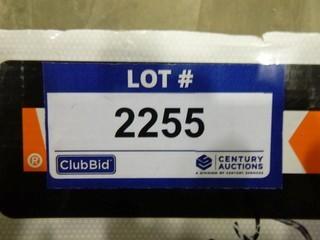 LOT #
2255
ClubBid
CENTURY
AUCTIONS
A DIVISION OF CENTURY SERVICES
®